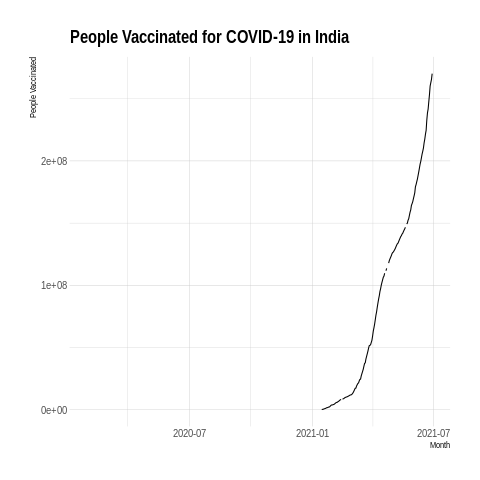 People Vaccinated for COVID-19 in India
People Vaccinated
2e+08
1e+08
0e+00
2020-07 2021-01 2021-07
Month